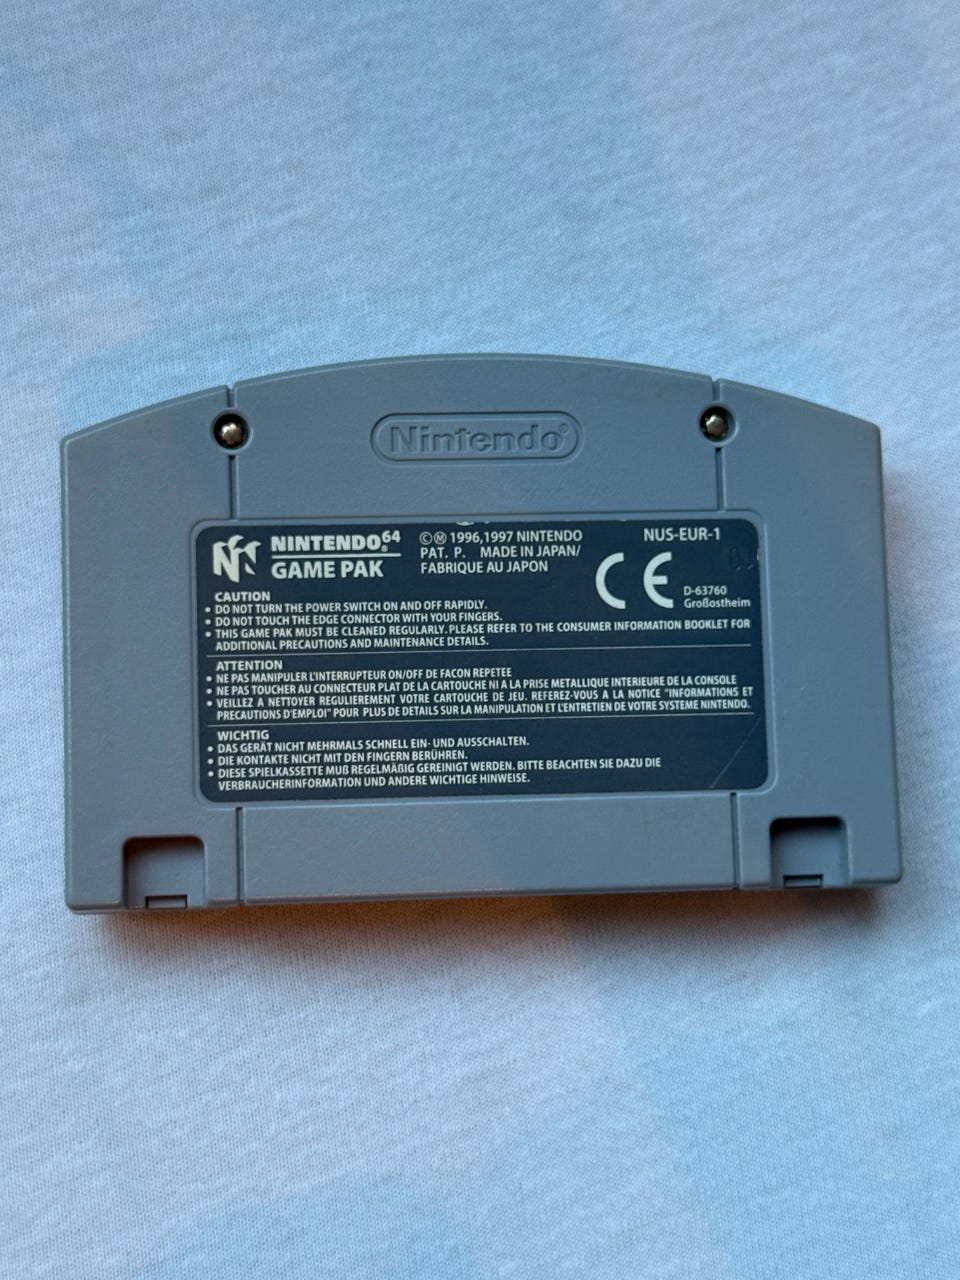 Nintendo®
NINTENDO64®
GAME PAK
©Ⓜ 1996,1997 NINTENDO
PAT. P. MADE IN JAPAN/
FABRIQUE AU JAPON
NUS-EUR-1
CE
D-63760
Großostheim
CAUTION
• DO NOT TURN THE POWER SWITCH ON AND OFF RAPIDLY.
• DO NOT TOUCH THE EDGE CONNECTOR WITH YOUR FINGERS.
• THIS GAME PAK MUST BE CLEANED REGULARLY. PLEASE REFER TO THE CONSUMER INFORMATION BOOKLET FOR
ADDITIONAL PRECAUTIONS AND MAINTENANCE DETAILS.
ATTENTION
• NE PAS MANIPULER L'INTERRUPTEUR ON/OFF DE FACON REPETEE
• NE PAS TOUCHER AU CONNECTEUR PLAT DE LA CARTOUCHE NI A LA PRISE METALLIQUE INTERIEURE DE LA CONSOLE
• VEILLEZ A NETTOYER REGULIEREMENT VOTRE CARTOUCHE DE JEU. REFEREZ-VOUS A LA NOTICE "INFORMATIONS ET
PRECAUTIONS D'EMPLOI" POUR PLUS DE DETAILS SUR LA MANIPULATION ET L'ENTRETIEN DE VOTRE SYSTEME NINTENDO.
WICHTIG
• DAS GERÄT NICHT MEHRMALS SCHNELL EIN- UND AUSSCHALTEN.
• DIE KONTAKTE NICHT MIT DEN FINGERN BERÜHREN.
• DIESE SPIELKASSETTE MUß REGELMÄßIG GEREINIGT WERDEN. BITTE BEACHTEN SIE DAZU DIE
VERBRAUCHERINFORMATION UND ANDERE WICHTIGE HINWEISE.